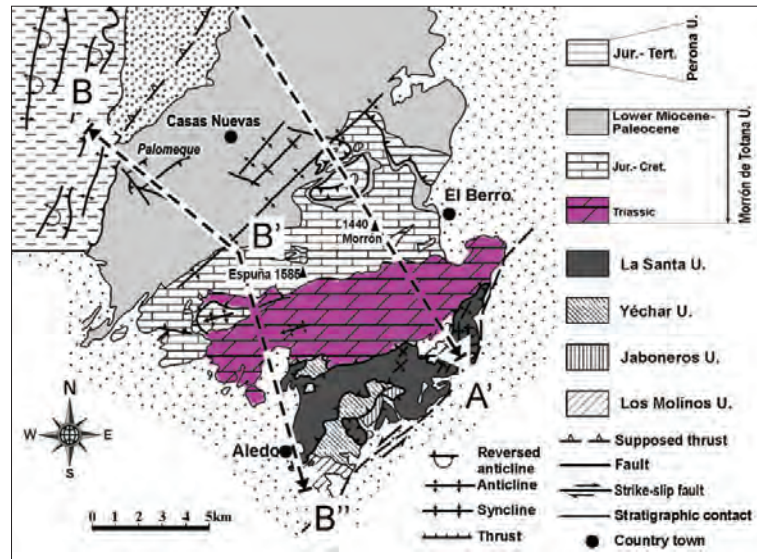 B
Casas Nuevas
Palomeque
El Berro
1440
Morrón
B'
Espuña 1585
A'
Aledo
B''
N
W
E
S
0 1 2 3 4 5km
Jur.- Tert.
Perona U.
Lower Miocene-
Paleocene
Jur.- Cret.
Triassic
Morrón de Totana U.
La Santa U.
Yéchar U.
Jaboneros U.
Los Molinos U.
Reversed
anticline
Anticline
Syncline
Thrust
Supposed thrust
Fault
Strike-slip fault
Stratigraphic contact
Country town